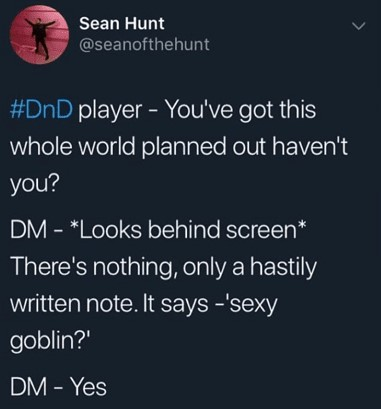 Sean Hunt
@seanofthehunt
#DnD player - You've got this
whole world planned out haven't
you?
DM - *Looks behind screen*
There's nothing, only a hastily
written note. It says -'sexy
goblin?'
DM - Yes